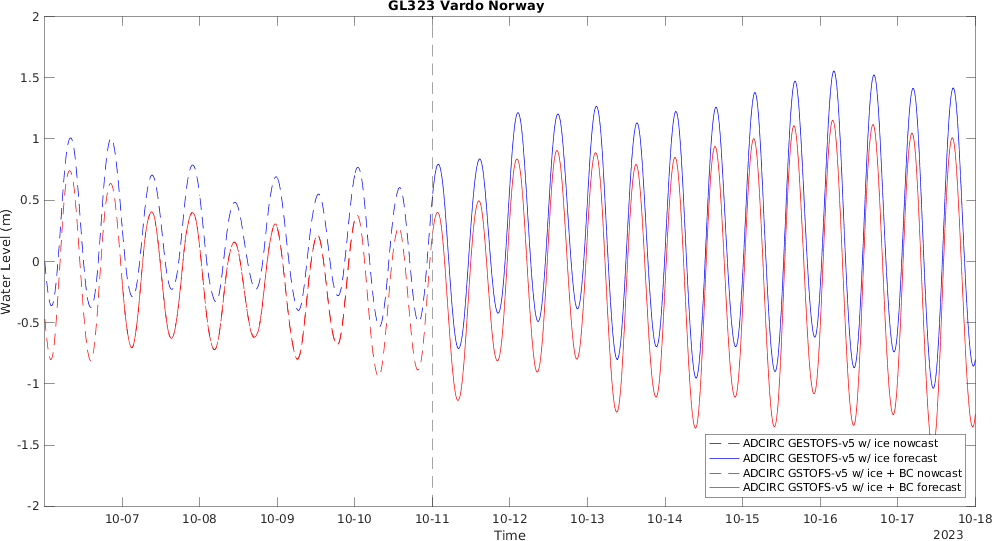 GL323 Vardo Norway
2
1.5
1
0.5
0
-0.5
-1
-1.5
-2
Water Level (m)
10-07 10-08 10-09 10-10 10-11 10-12 10-13 10-14 10-15 10-16 10-17 10-18
Time
2023
ADCIRC GESTOFS-v5 w/ ice nowcast
ADCIRC GESTOFS-v5 w/ ice forecast
ADCIRC GSTOFS-v5 w/ ice + BC nowcast
ADCIRC GSTOFS-v5 w/ ice + BC forecast